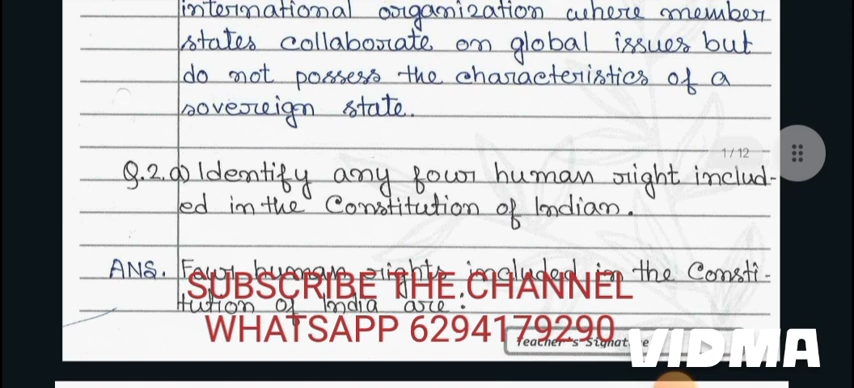 international organization where member
states collaborate on global issues but
do not possess the characteristics of a
sovereign state.
1 / 12
Q.2.a) Identify any four human right includ-
ed in the Constitution of Indian.
ANS. Four human rights included in the Consti-
tution of India are:
SUBSCRIBE THE CHANNEL
WHATSAPP 6294179290
Teacher's Signat
VIDMA